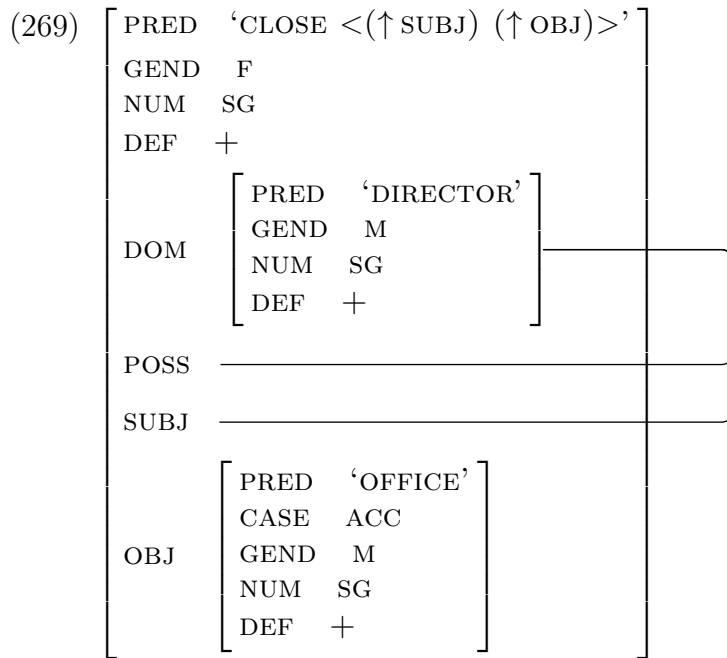 (269) PRED ‘CLOSE <(↑ SUBJ) (↑ OBJ)>’
GEND F
NUM SG
DEF +
DOM
PRED ‘DIRECTOR’
GEND M
NUM SG
DEF +
POSS
SUBJ
OBJ
PRED ‘OFFICE’
CASE ACC
GEND M
NUM SG
DEF +